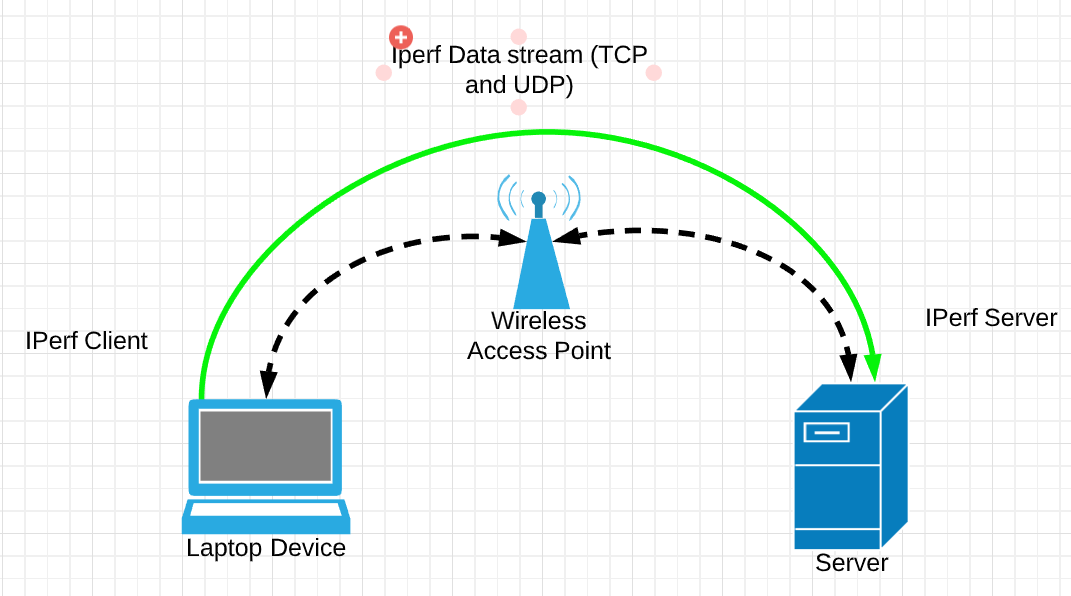 Iperf Data stream (TCP
and UDP)
Wireless
Access Point
IPerf Client
IPerf Server
Laptop Device
Server